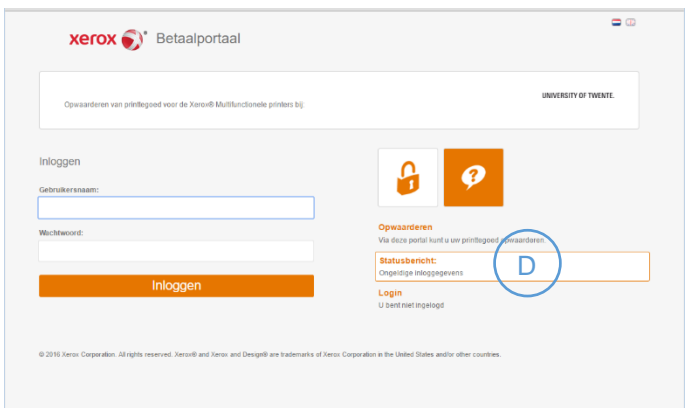 xerox Betaalportaal
Opwaarderen van printtegoed voor de Xerox® Multifunctionele printers bij:
UNIVERSITY OF TWENTE.
Inloggen
Gebruikersnaam:
Wachtwoord:
Inloggen
?
Opwaarderen
Via deze portal kunt u uw printtegoed opwaarderen.
Statusbericht:
Ongeldige inloggegevens
D
Login
U bent niet ingelogd
© 2016 Xerox Corporation. All rights reserved. Xerox® and Xerox and Design® are trademarks of Xerox Corporation in the United States and/or other countries.